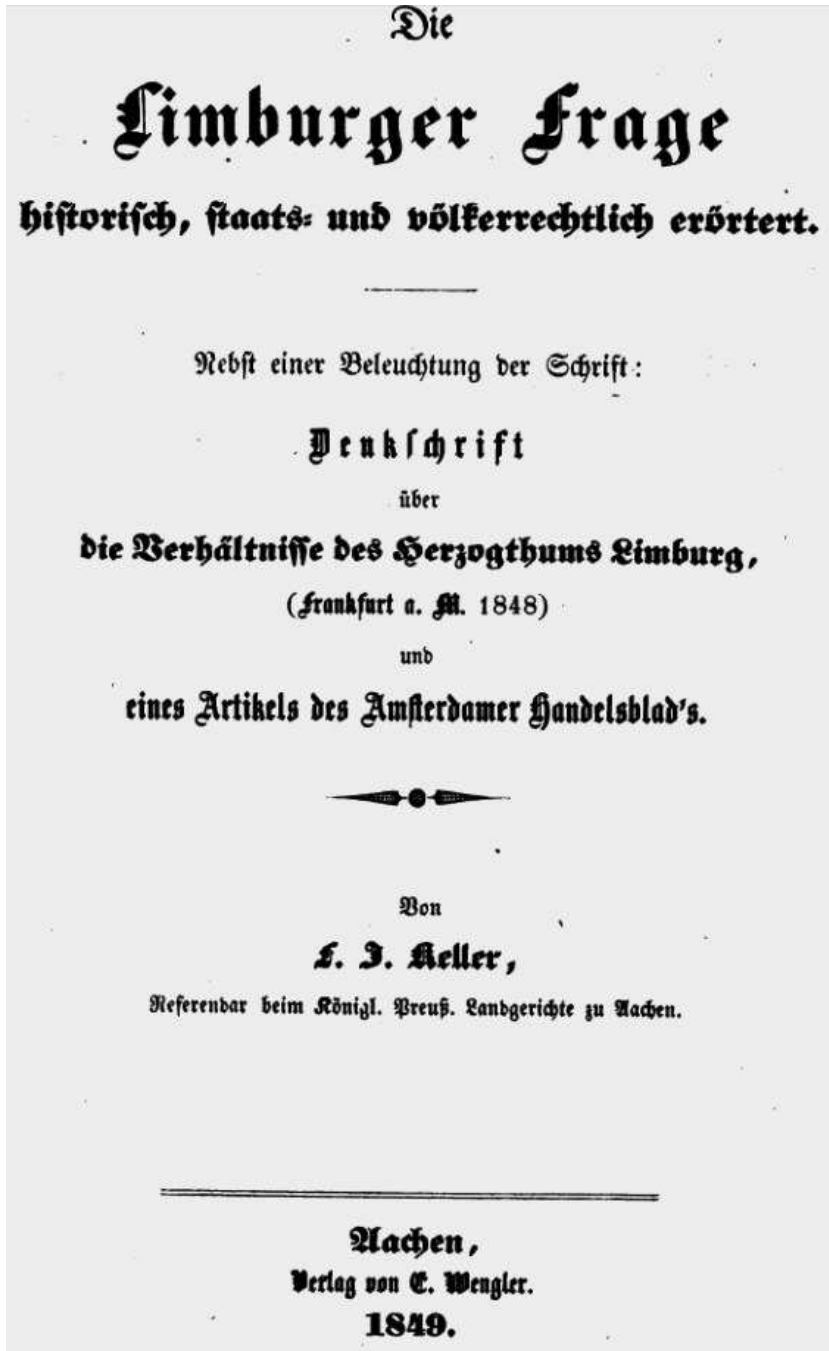 Die
Limburger Frage
historisch, staats- und völkerrechtlich erörtert.
Nebst einer Beleuchtung der Schrift:
Denkschrift
über
die Verhältnisse des Herzogthums Limburg,
(Frankfurt a. M. 1848)
und
eines Artikels des Amsterdamer Handelsblad's.
Von
F. J. Keller,
Referendar beim Königl. Preuß. Landgerichte zu Aachen.
Aachen,
Verlag von E. Wengler.
1849.